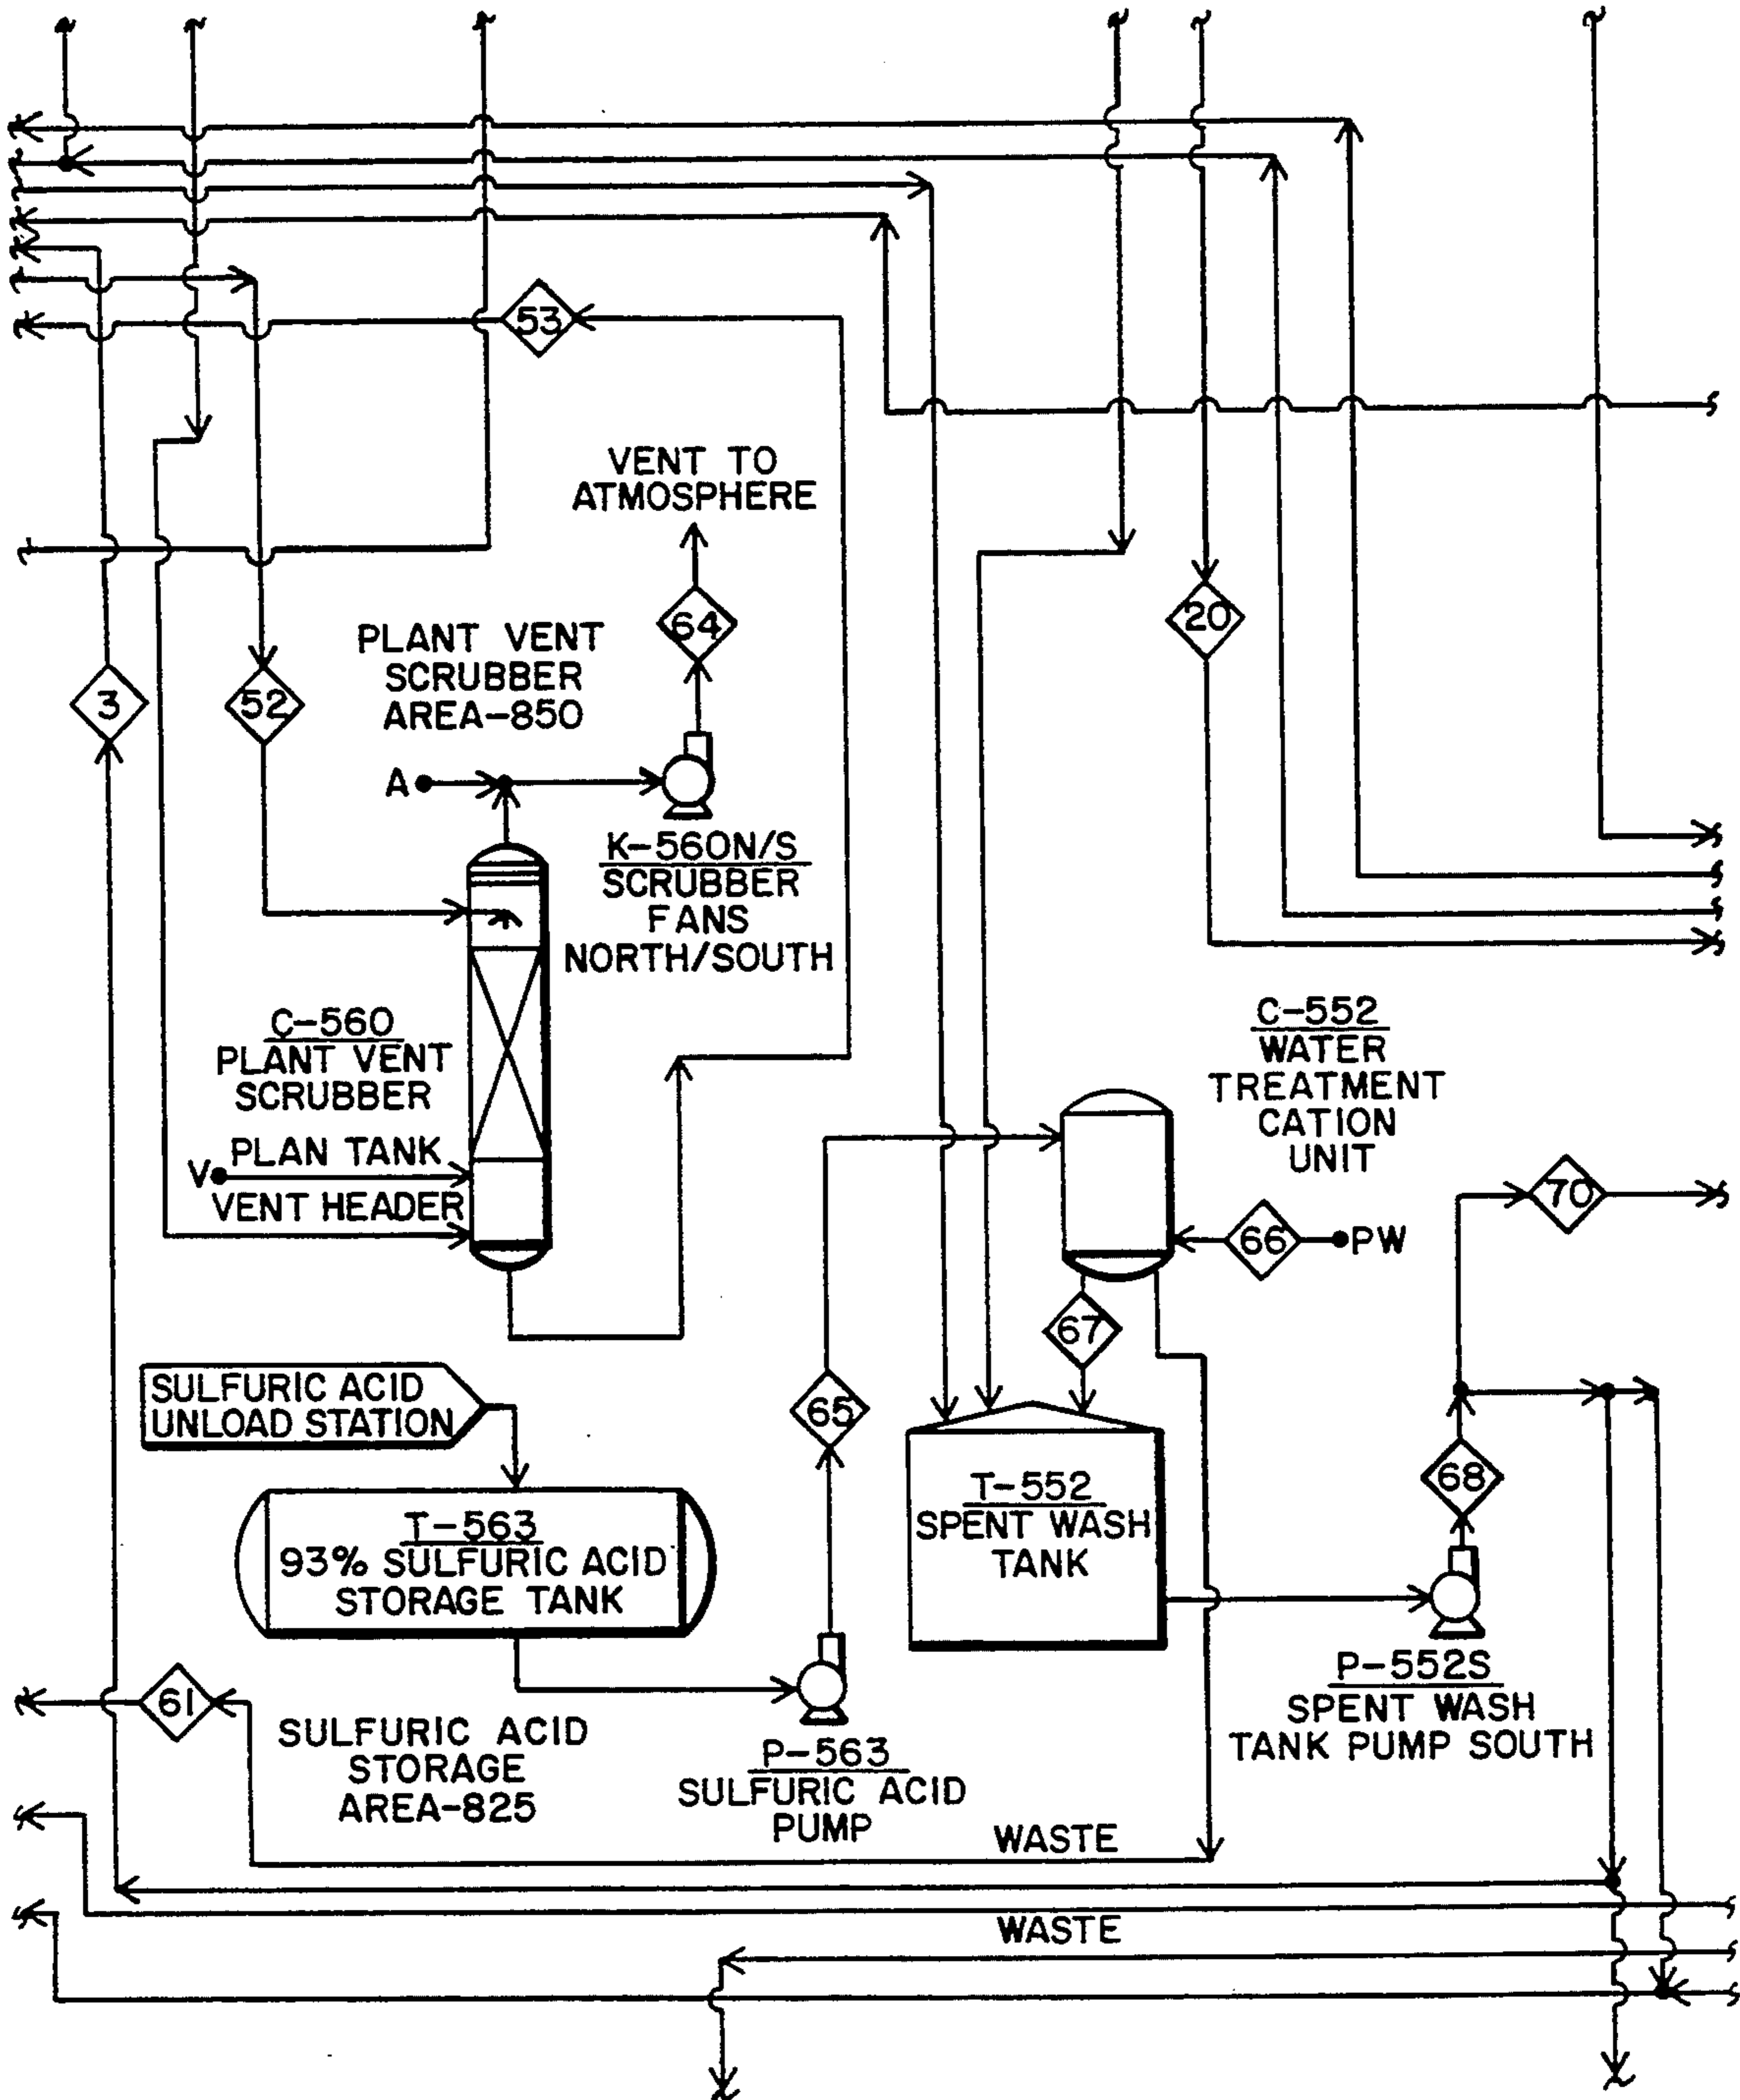 53
VENT TO
ATMOSPHERE
64
20
PLANT VENT
SCRUBBER
AREA-850
3
52
A
K-560N/S
SCRUBBER
FANS
NORTH/SOUTH
C-560
PLANT VENT
SCRUBBER
V
PLAN TANK
VENT HEADER
C-552
WATER
TREATMENT
CATION
UNIT
70
66
PW
67
SULFURIC ACID
UNLOAD STATION
65
68
T-563
93% SULFURIC ACID
STORAGE TANK
T-552
SPENT WASH
TANK
P-552S
SPENT WASH
TANK PUMP SOUTH
61
SULFURIC ACID
STORAGE
AREA-825
P-563
SULFURIC ACID
PUMP
WASTE
WASTE